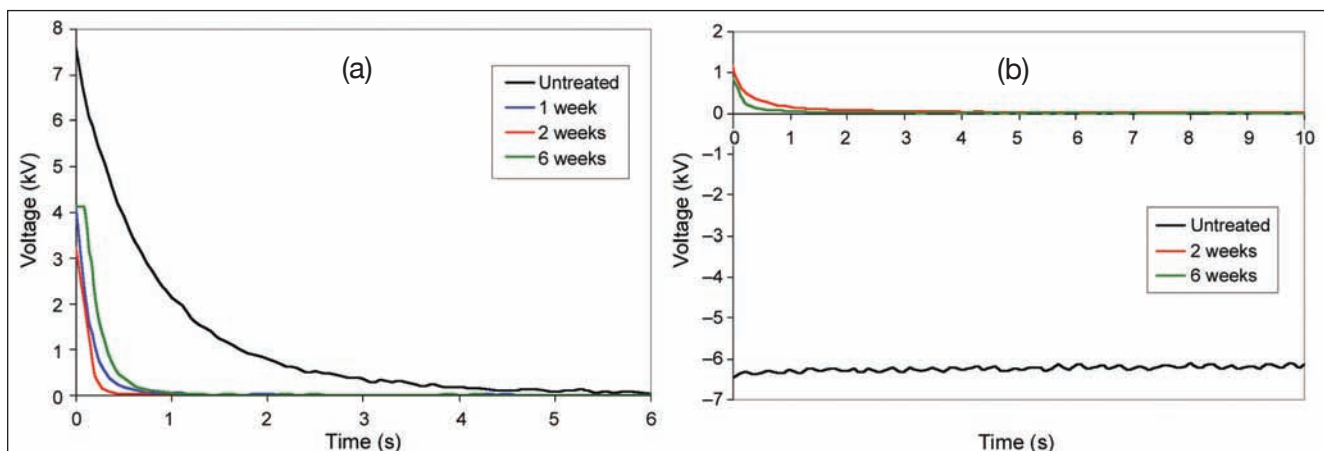 (a)
8
7
6
5
4
3
2
1
0
Voltage (kV)
Untreated
1 week
2 weeks
6 weeks
0 1 2 3 4 5 6
Time (s)
(b)
2
1
0
–1
–2
–3
–4
–5
–6
–7
Voltage (kV)
0 1 2 3 4 5 6 7 8 9 10
Untreated
2 weeks
6 weeks
Time (s)